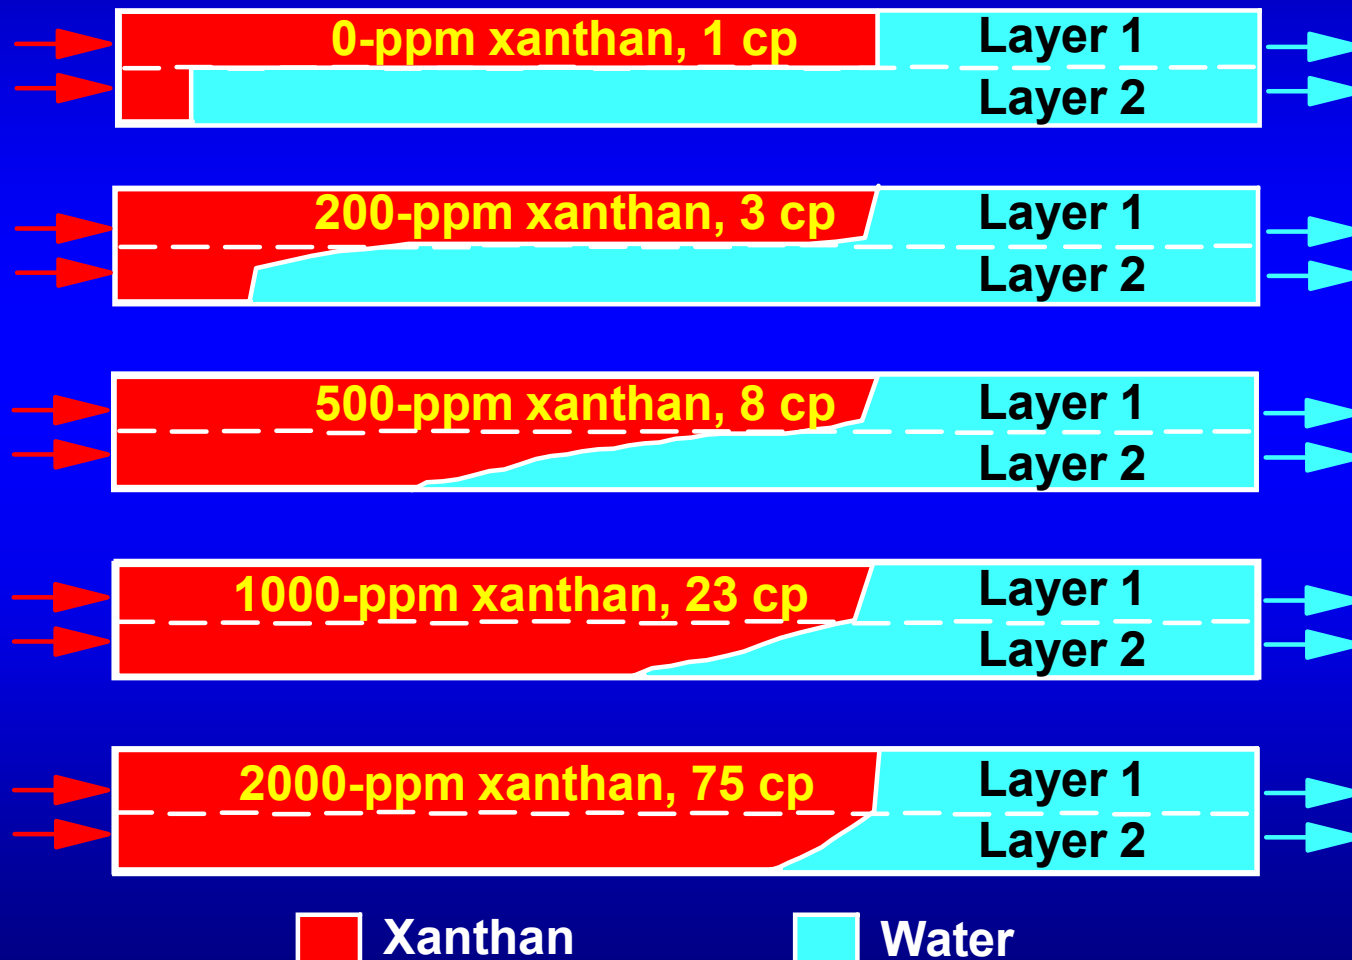 0-ppm xanthan, 1 cp
Layer 1
Layer 2
200-ppm xanthan, 3 cp
Layer 1
Layer 2
500-ppm xanthan, 8 cp
Layer 1
Layer 2
1000-ppm xanthan, 23 cp
Layer 1
Layer 2
2000-ppm xanthan, 75 cp
Layer 1
Layer 2
Xanthan
Water